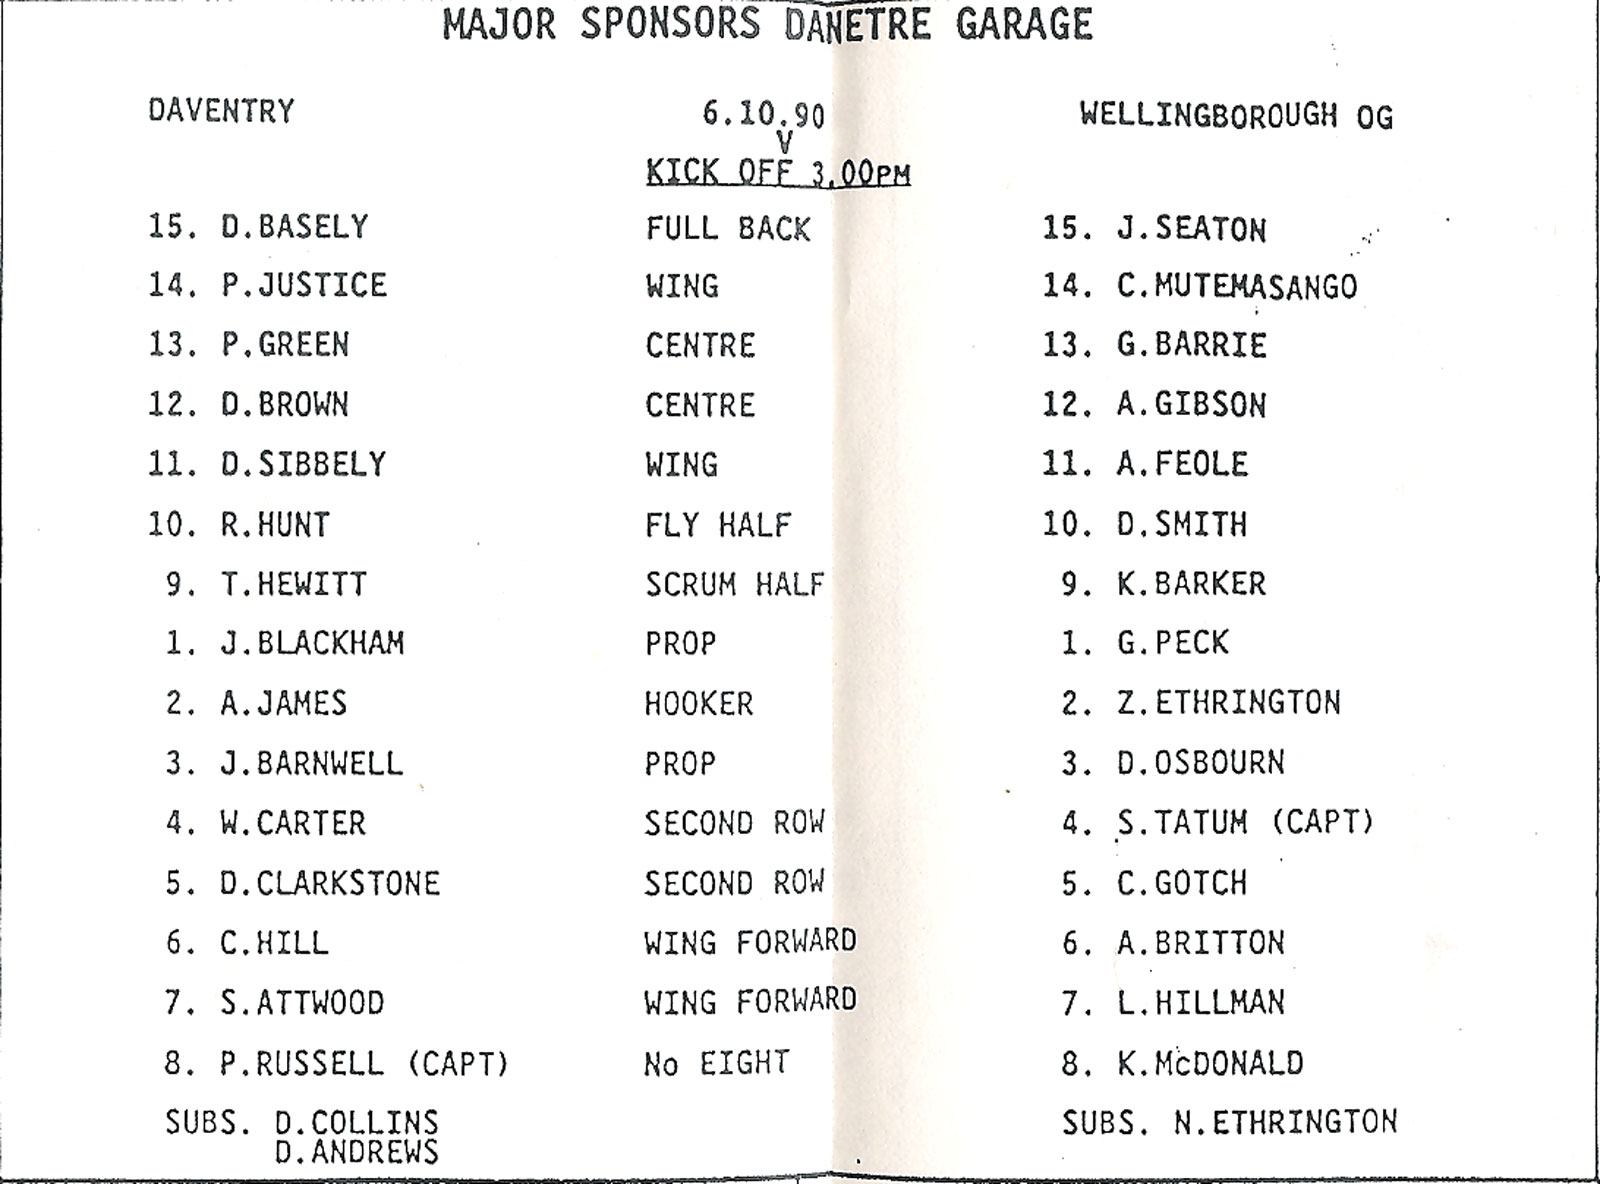 MAJOR SPONSORS DANETRE GARAGE
DAVENTRY 6.10.90 WELLINGBOROUGH OG
V
KICK OFF 3.00PM
15. D.BASELY FULL BACK 15. J.SEATON
14. P.JUSTICE WING 14. C.MUTEMASANGO
13. P.GREEN CENTRE 13. G.BARRIE
12. D.BROWN CENTRE 12. A.GIBSON
11. D.SIBBELY WING 11. A.FEOLE
10. R.HUNT FLY HALF 10. D.SMITH
9. T.HEWITT SCRUM HALF 9. K.BARKER
1. J.BLACKHAM PROP 1. G.PECK
2. A.JAMES HOOKER 2. Z.ETHRINGTON
3. J.BARNWELL PROP 3. D.OSBOURN
4. W.CARTER SECOND ROW 4. S.TATUM (CAPT)
5. D.CLARKSTONE SECOND ROW 5. C.GOTCH
6. C.HILL WING FORWARD 6. A.BRITTON
7. S.ATTWOOD WING FORWARD 7. L.HILLMAN
8. P.RUSSELL (CAPT) No EIGHT 8. K.McDONALD
SUBS. D.COLLINS SUBS. N.ETHRINGTON
D.ANDREWS